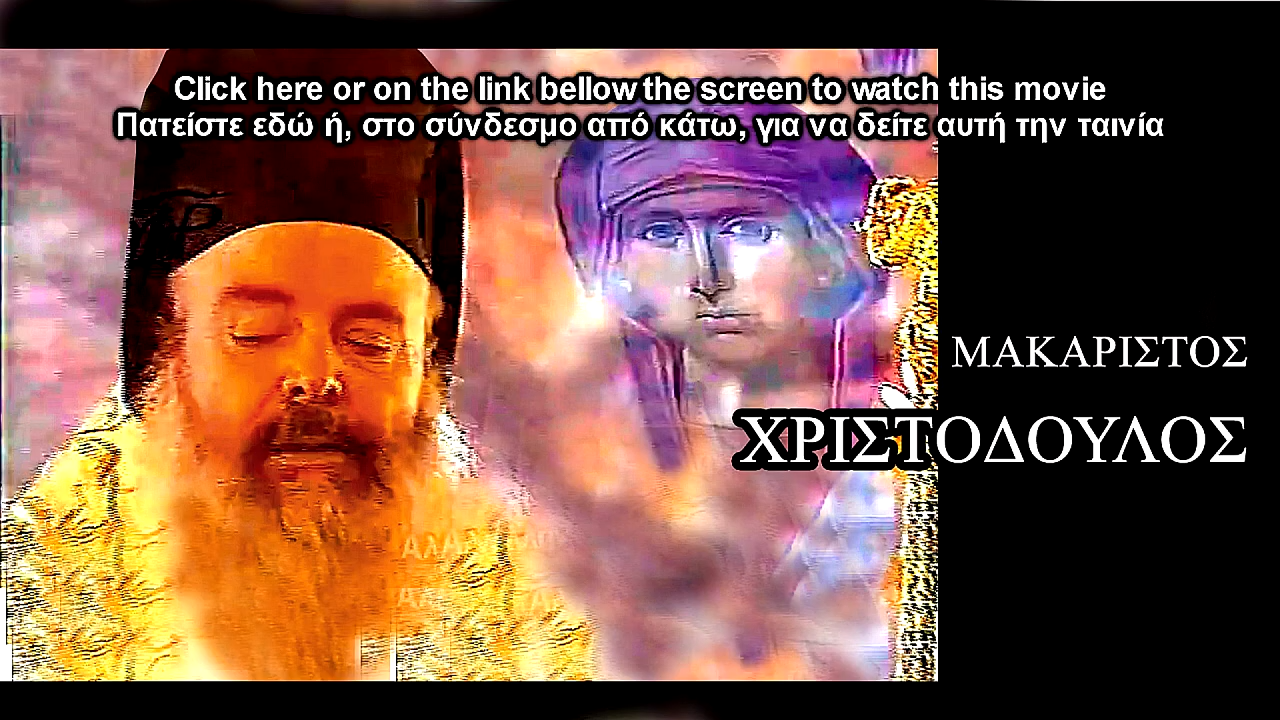 Click here or on the link bellow the screen to watch this movie
Πατείστε εδώ ή, στο σύνδεσμο από κάτω, για να δείτε αυτή την ταινία
ΜΑΚΑΡΙΣΤΟΣ
ΧΡΙΣΤΟΔΟΥΛΟΣ